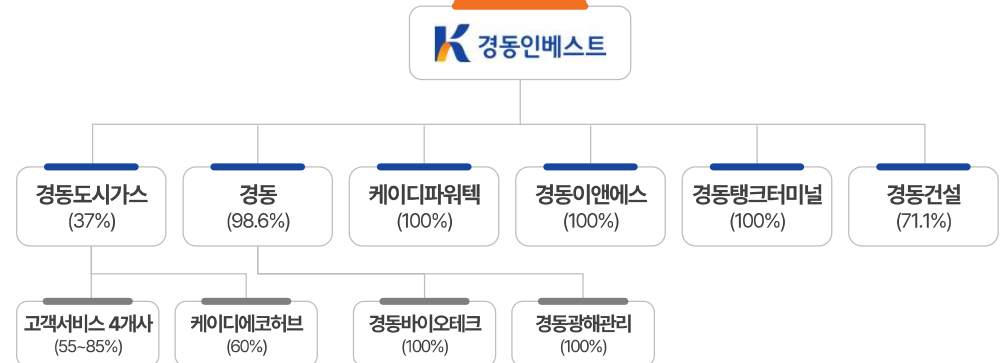 경동인베스트
경동도시가스
(37%)
경동
(98.6%)
케이디파워텍
(100%)
경동이앤에스
(100%)
경동탱크터미널
(100%)
경동건설
(71.1%)
고객서비스 4개사
(55~85%)
케이디에코허브
(60%)
경동바이오테크
(100%)
경동광해관리
(100%)